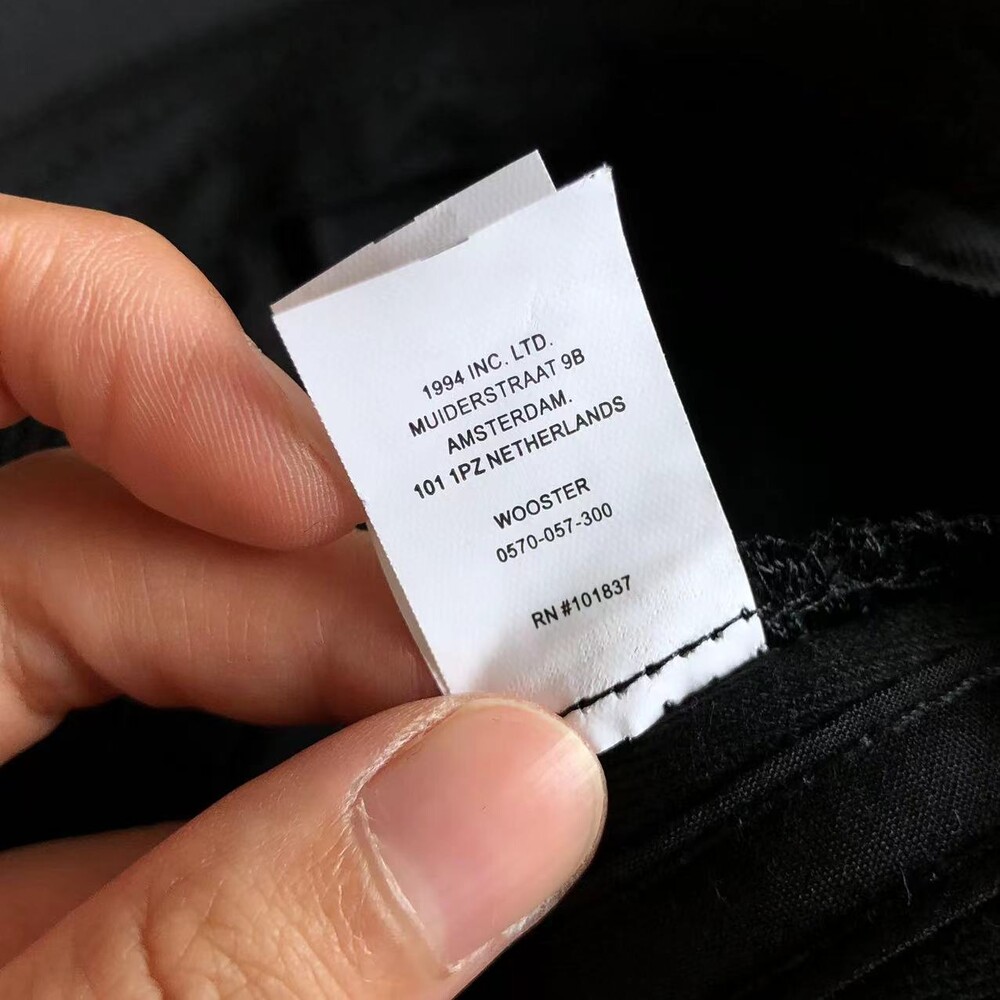 1994 INC. LTD.
MUIDERSTRAAT 9B
AMSTERDAM.
101 1PZ NETHERLANDS
WOOSTER
0570-057-300
RN #101837